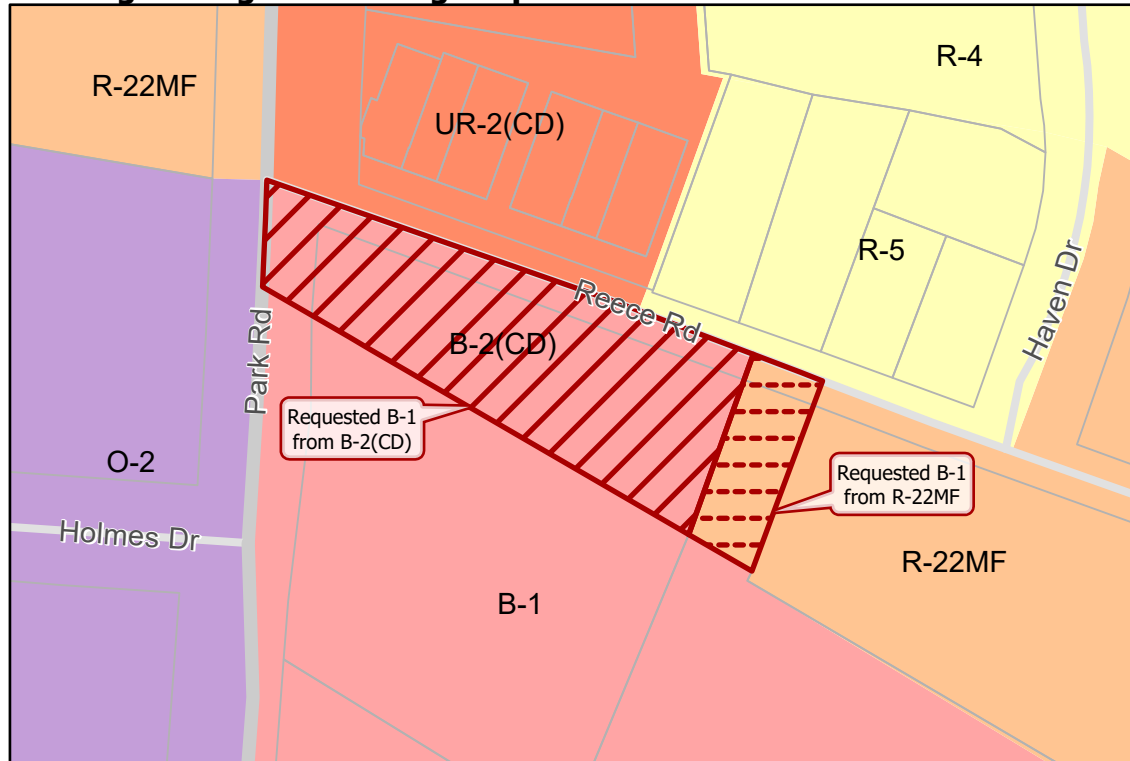 R-4
R-22MF
UR-2(CD)
R-5
Reece Rd
Haven Dr
Park Rd
B-2(CD)
Requested B-1
from B-2(CD)
O-2
Requested B-1
from R-22MF
Holmes Dr
R-22MF
B-1